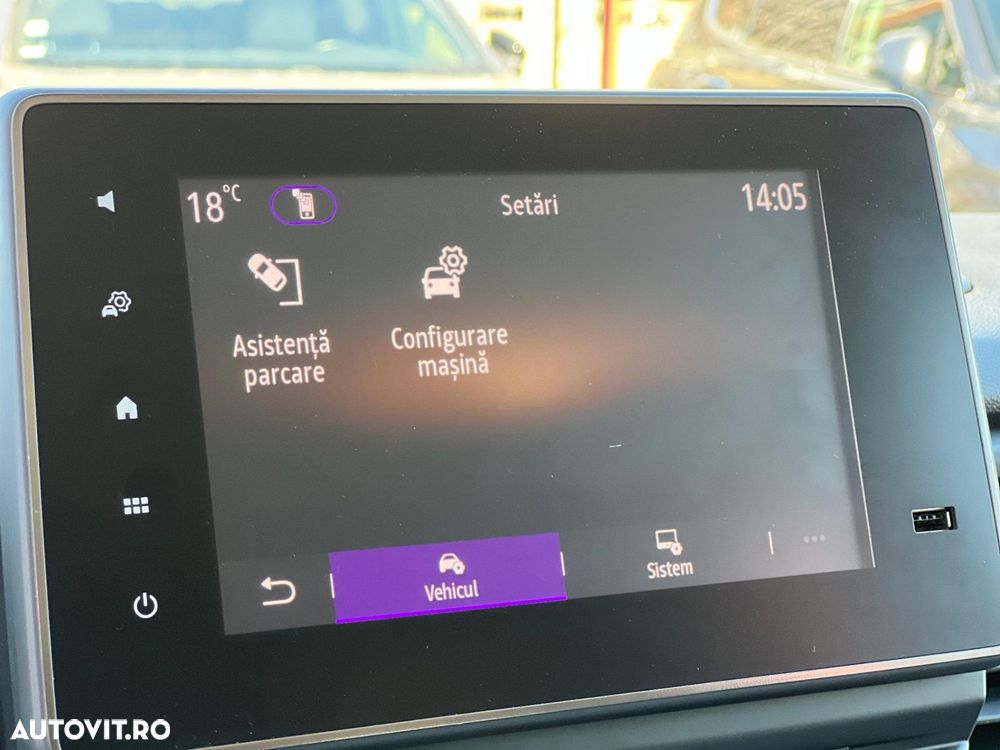 18°C
Setări
14:05
Asistență
parcare
Configurare
mașină
Vehicul
Sistem
AUTOVIT.RO